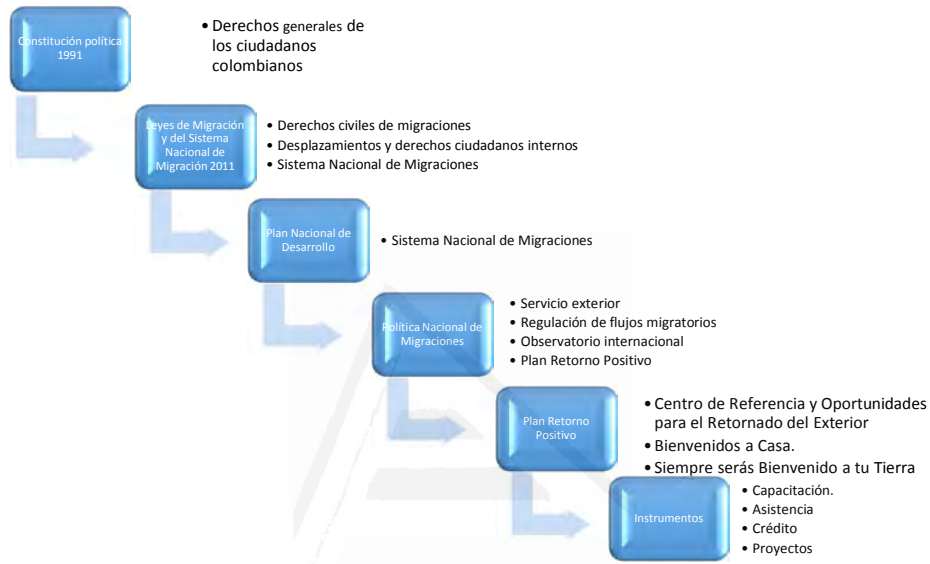 Constitución política
1991
• Derechos generales de
los ciudadanos
colombianos
Leyes de Migración
y del Sistema
Nacional de
Migración 2011
• Derechos civiles de migraciones
• Desplazamientos y derechos ciudadanos internos
• Sistema Nacional de Migraciones
Plan Nacional de
Desarrollo
• Sistema Nacional de Migraciones
Política Nacional de
Migraciones
• Servicio exterior
• Regulación de flujos migratorios
• Observatorio internacional
• Plan Retorno Positivo
Plan Retorno
Positivo
• Centro de Referencia y Oportunidades
para el Retornado del Exterior
• Bienvenidos a Casa.
• Siempre serás Bienvenido a tu Tierra
Instrumentos
• Capacitación.
• Asistencia
• Crédito
• Proyectos